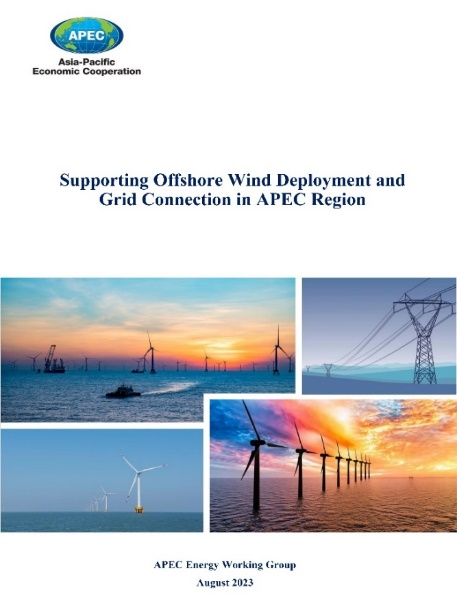 APEC
Asia-Pacific
Economic Cooperation
Supporting Offshore Wind Deployment and
Grid Connection in APEC Region
APEC Energy Working Group
August 2023